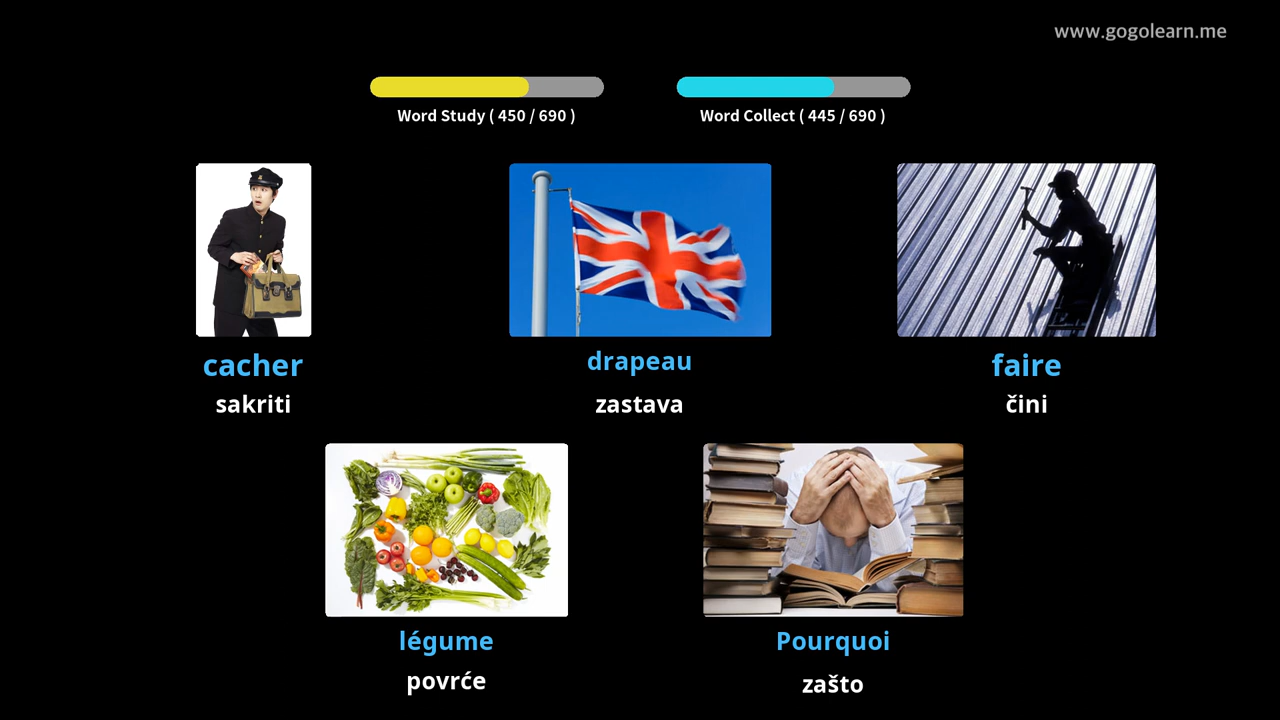 www.gogolearn.me
Word Study ( 450 / 690 )
Word Collect ( 445 / 690 )
cacher
sakriti
drapeau
zastava
faire
čini
légume
povrće
Pourquoi
zašto